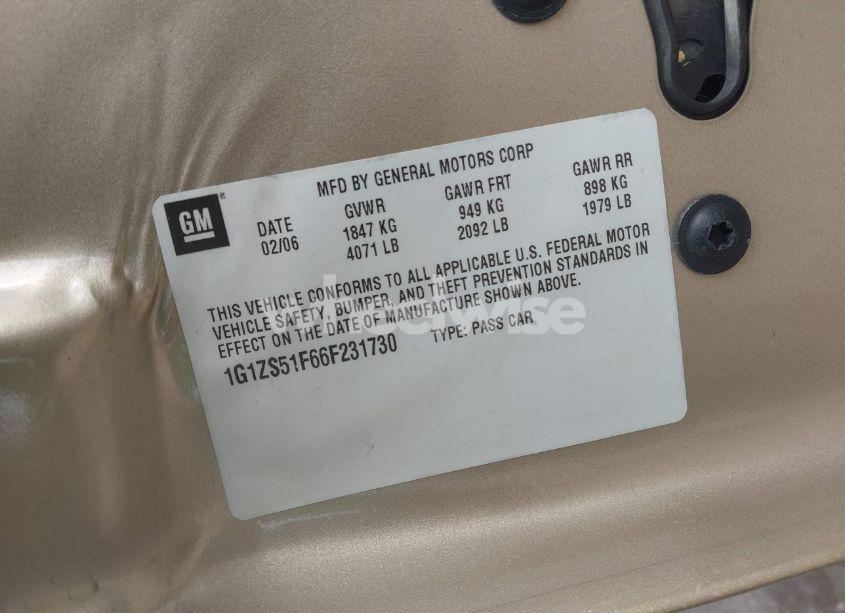 GM
MFD BY GENERAL MOTORS CORP
DATE GVWR GAWR FRT GAWR RR
02/06 1847 KG 949 KG 898 KG
4071 LB 2092 LB 1979 LB
THIS VEHICLE CONFORMS TO ALL APPLICABLE U.S. FEDERAL MOTOR
VEHICLE SAFETY, BUMPER, AND THEFT PREVENTION STANDARDS IN
EFFECT ON THE DATE OF MANUFACTURE SHOWN ABOVE.
1G1ZS51F66F231730 TYPE: PASS CAR
wheelwise